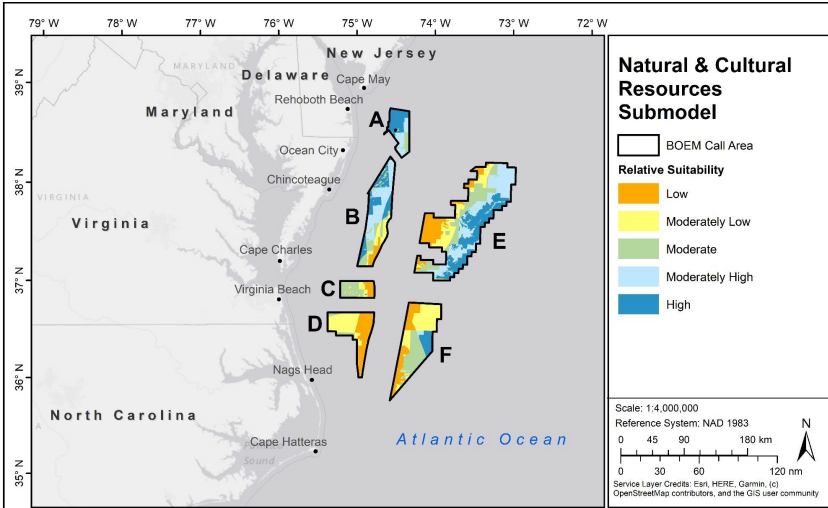 79° W 78° W 77° W 76° W 75° W 74° W 73° W 72° W
39° N
38° N
37° N
36° N
35° N
New Jersey
MARYLAND
Delaware
Cape May
Rehoboth Beach
Maryland
A
Ocean City
Chincoteague
VIRGINIA
B
Virginia
E
Cape Charles
C
Virginia Beach
D
F
Nags Head
North Carolina
Cape Hatteras
Atlantic Ocean
Sound
Natural & Cultural
Resources
Submodel
BOEM Call Area
Relative Suitability
Low
Moderately Low
Moderate
Moderately High
High
Scale: 1:4,000,000
Reference System: NAD 1983
N
0 45 90 180 km
0 30 60 120 nm
Service Layer Credits: Esri, HERE, Garmin, (c)
OpenStreetMap contributors, and the GIS user community